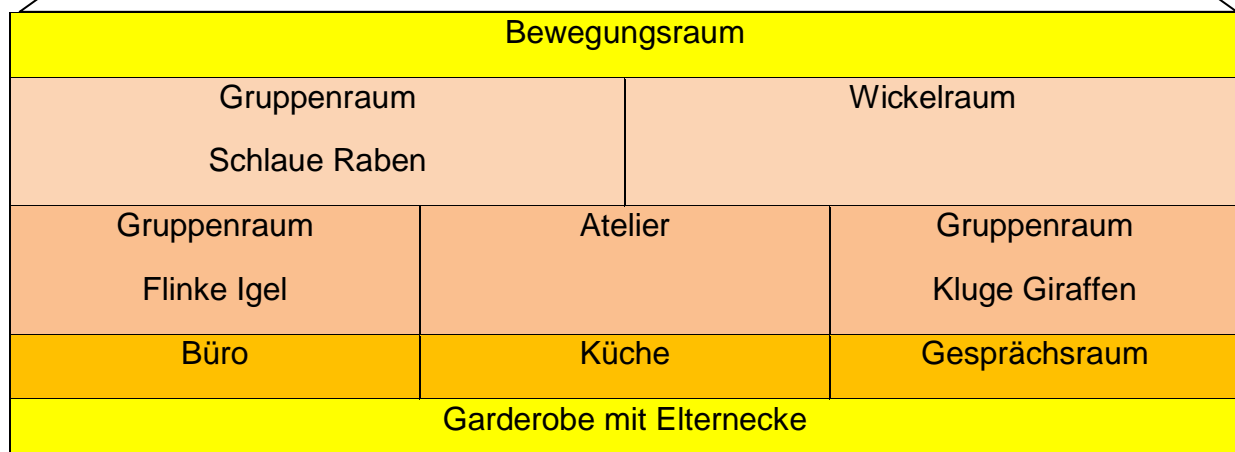 Bewegungsraum
Gruppenraum
Schlaue Raben
Wickelraum
Gruppenraum
Flinke Igel
Atelier
Gruppenraum
Kluge Giraffen
Büro
Küche
Gesprächsraum
Garderobe mit Elternecke